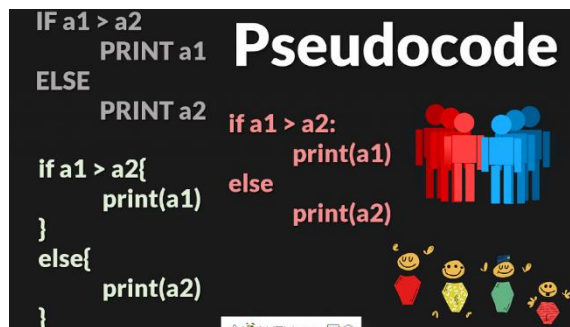 Pseudocode
IF a1 > a2
PRINT a1
ELSE
PRINT a2
if a1 > a2{
print(a1)
}
else{
print(a2)
}
if a1 > a2:
print(a1)
else
print(a2)